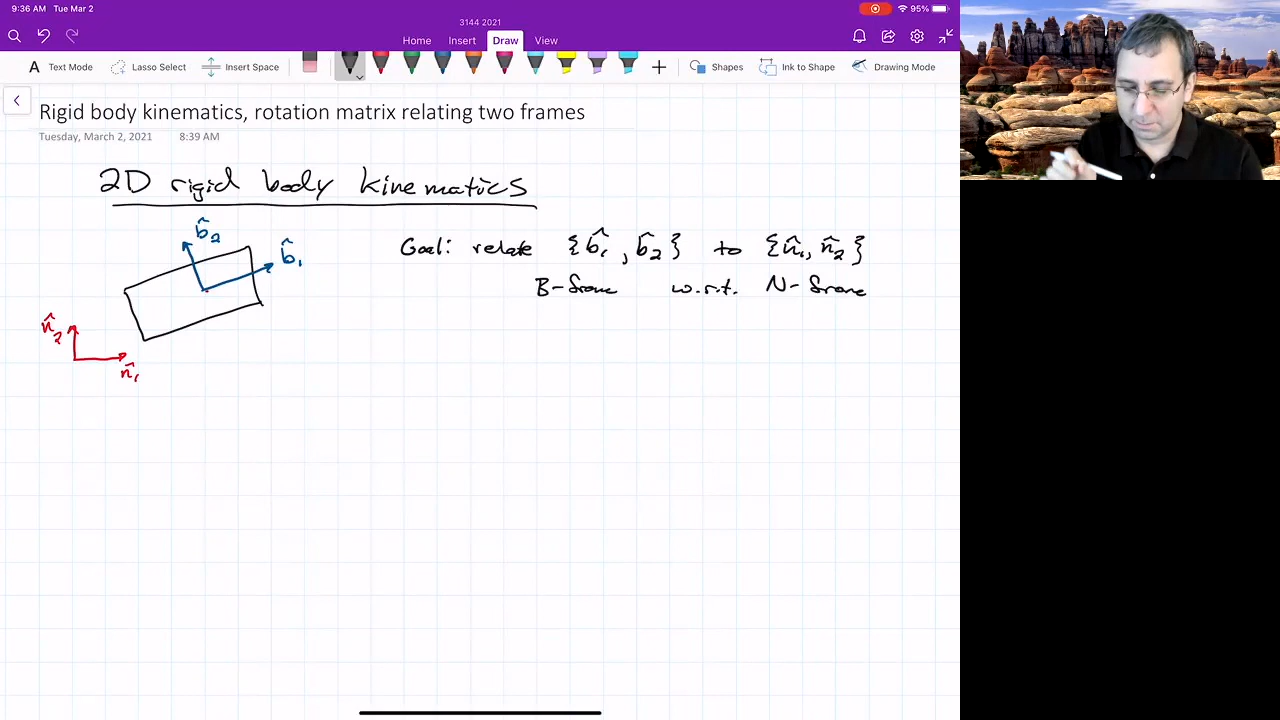 9:36 AM Tue Mar 2
95%
3144 2021
Home Insert Draw View
Text Mode Lasso Select Insert Space Shapes Ink to Shape Drawing Mode
Rigid body kinematics, rotation matrix relating two frames
Tuesday, March 2, 2021 8:39 AM
2D rigid body kinematics
b̂₂
b̂₁
Goal: relate {b̂₁, b̂₂} to {n̂₁, n̂₂}
B-frame w.r.t. N-frame
n̂₂
n̂₁